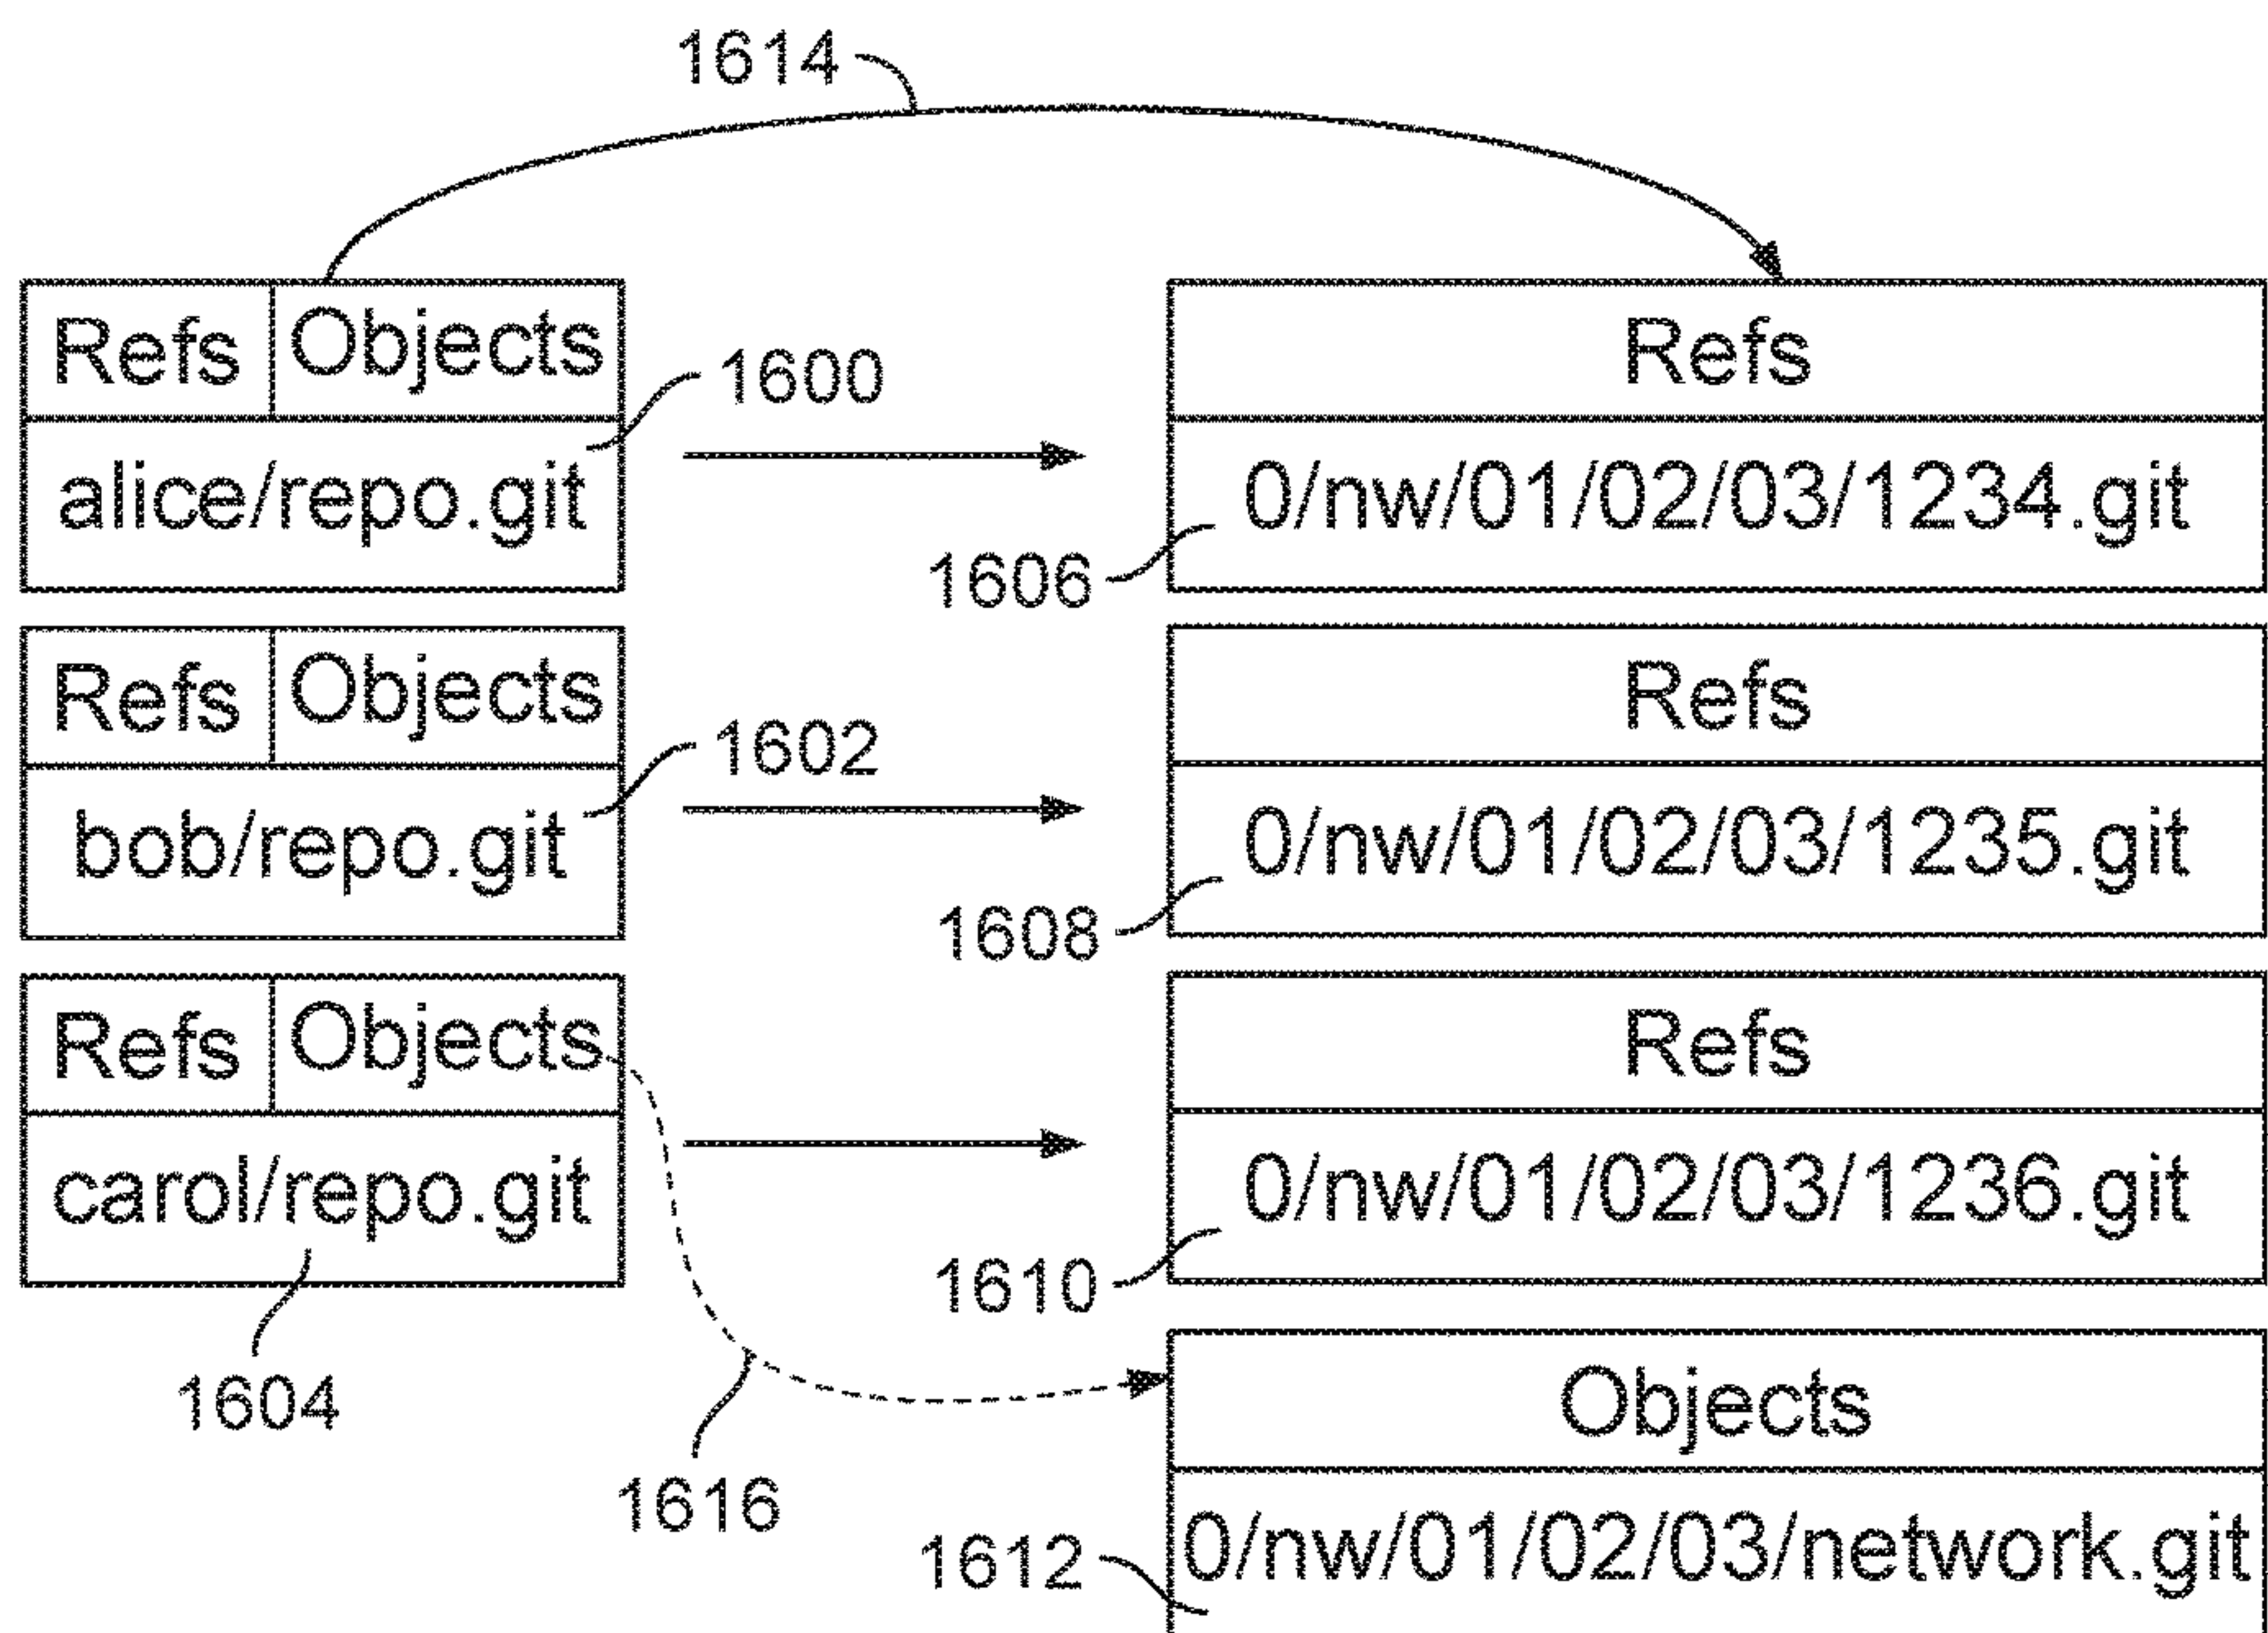 1614
Refs Objects
1600
alice/repo.git
Refs
0/nw/01/02/03/1234.git
1606
Refs Objects
1602
bob/repo.git
Refs
0/nw/01/02/03/1235.git
1608
Refs Objects
carol/repo.git
1604
Refs
0/nw/01/02/03/1236.git
1610
1616
Objects
0/nw/01/02/03/network.git
1612